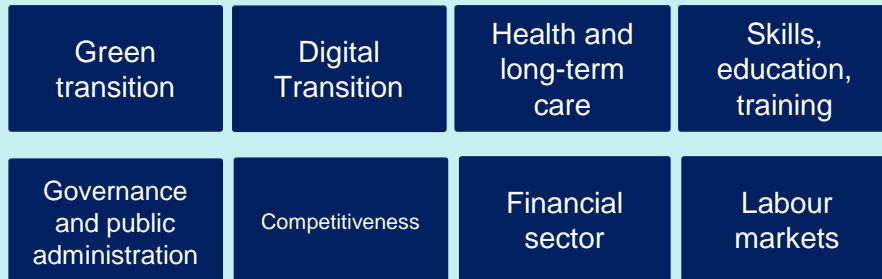 Green
transition
Digital
Transition
Health and
long-term
care
Skills,
education,
training
Governance
and public
administration
Competitiveness
Financial
sector
Labour
markets